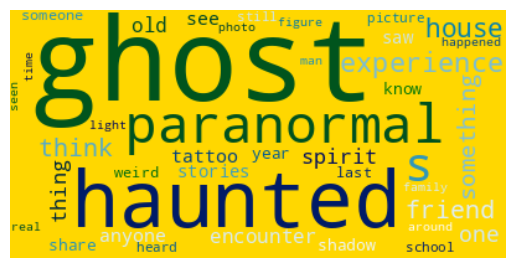 someone still figure picture
old see photo saw house
happened
ghost
experience
time man
seen know
light paranormal
think something
tattoo year spirit s
thing weird stories last
haunted family
friend
real around
anyone encounter one
share heard shadow school